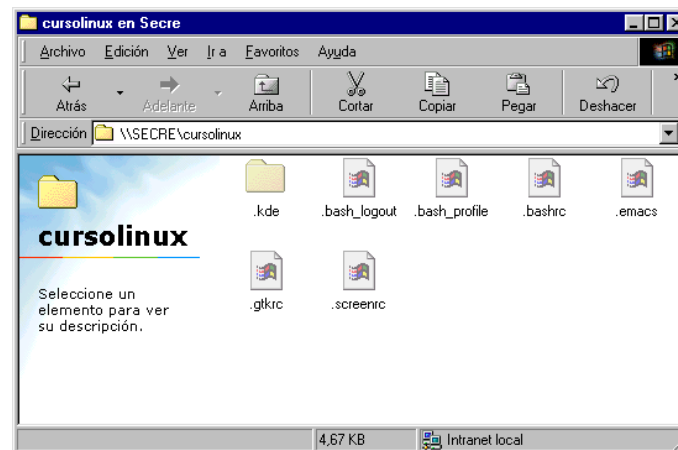 cursolinux en Secre
Archivo Edición Ver Ir a Favoritos Ayuda
Atrás Adelante Arriba Cortar Copiar Pegar Deshacer
Dirección \\SECRE\cursolinux
.kde .bash_logout .bash_profile .bashrc .emacs
cursolinux
.gtkrc .screenrc
Seleccione un
elemento para ver
su descripción.
4,67 KB Intranet local